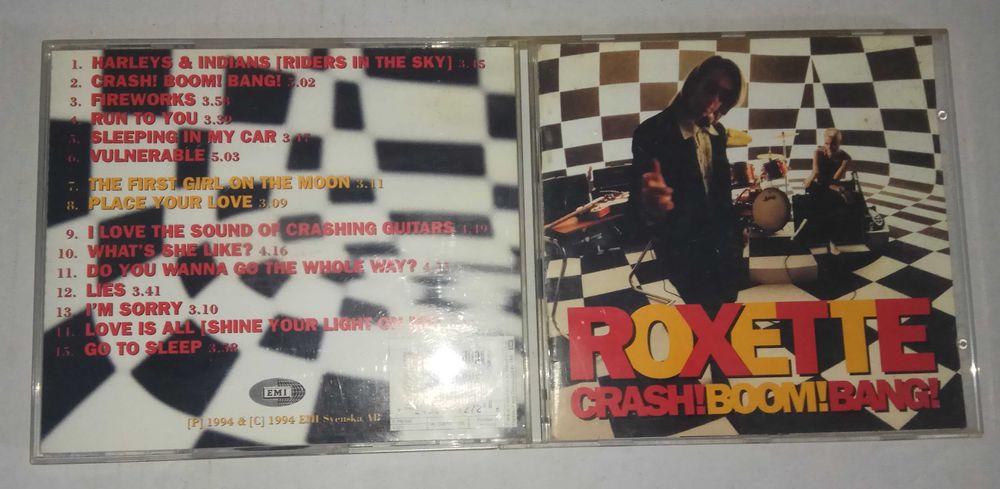 1. HARLEYS & INDIANS [RIDERS IN THE SKY] 3.45
2. CRASH! BOOM! BANG! 5.02
3. FIREWORKS 3.58
4. RUN TO YOU 3.39
5. SLEEPING IN MY CAR 3.47
6. VULNERABLE 5.03
7. THE FIRST GIRL ON THE MOON 3.11
8. PLACE YOUR LOVE 3.09
9. I LOVE THE SOUND OF CRASHING GUITARS 4.49
10. WHAT'S SHE LIKE? 4.16
11. DO YOU WANNA GO THE WHOLE WAY?
12. LIES 3.41
13. I'M SORRY 3.10
14. LOVE IS ALL [SHINE YOUR LIGHT ON
15. GO TO SLEEP 3.58
EMI
[P] 1994 & [C] 1994 EMI Svenska AB
ROXETTE
CRASH! BOOM! BANG!